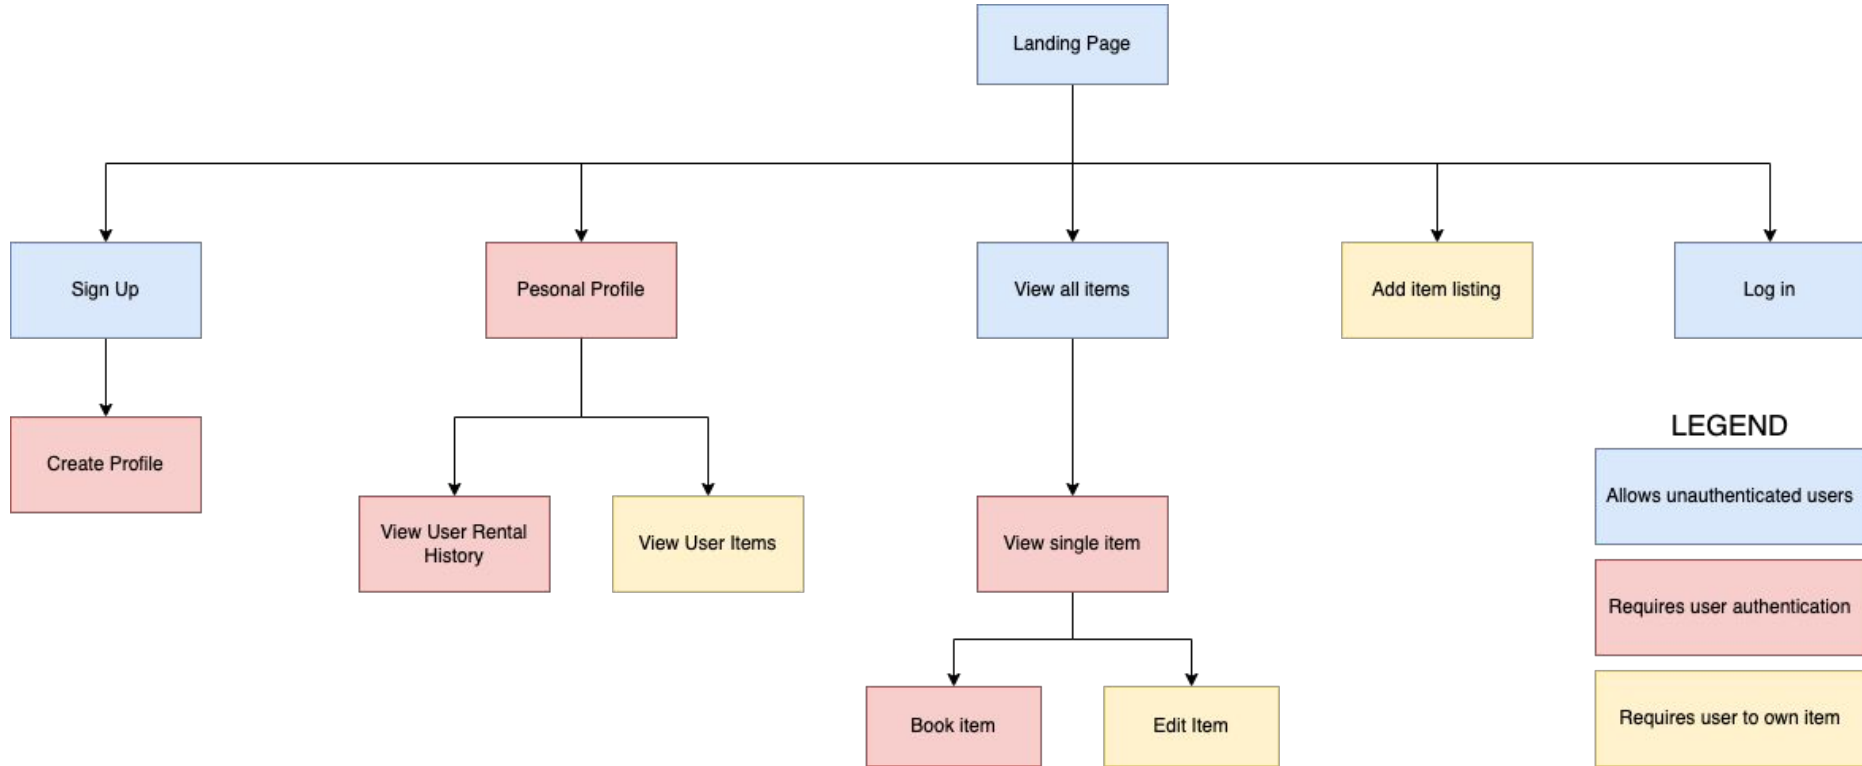 Landing Page
Sign Up
Pesonal Profile
View all items
Add item listing
Log in
Create Profile
View User Rental
History
View User Items
View single item
Book item
Edit Item
LEGEND
Allows unauthenticated users
Requires user authentication
Requires user to own item